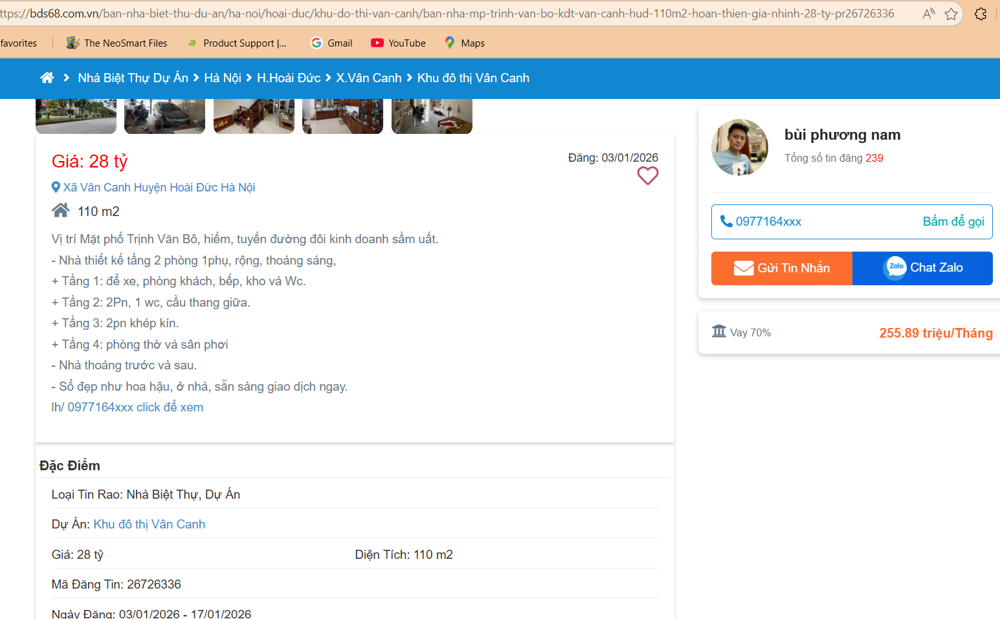 ttps://bds68.com.vn/ban-nha-biet-thu-du-an/ha-noi/hoai-duc/khu-do-thi-van-canh/ban-nha-mp-trinh-van-bo-kdt-van-canh-hud-110m2-hoan-thien-gia-nhinh-28-ty-pr26726336
favorites The NeoSmart Files Product Support |... Gmail YouTube Maps
Nhà Biệt Thự Dự Án Hà Nội H.Hoài Đức X.Vân Canh Khu đô thị Vân Canh
Giá: 28 tỷ
Đăng: 03/01/2026
Xã Vân Canh Huyện Hoài Đức Hà Nội
110 m2
Vị trí Mặt phố Trịnh Văn Bô, hiếm, tuyến đường đôi kinh doanh sầm uất.
- Nhà thiết kế tầng 2 phòng 1phụ, rộng, thoáng sáng,
+ Tầng 1: để xe, phòng khách, bếp, kho và Wc.
+ Tầng 2: 2Pn, 1 wc, cầu thang giữa.
+ Tầng 3: 2pn khép kín.
+ Tầng 4: phòng thờ và sân phơi
- Nhà thoáng trước và sau.
- Sổ đẹp như hoa hậu, ở nhà, sẵn sàng giao dịch ngay.
lh/ 0977164xxx click để xem
Đặc Điểm
Loại Tin Rao: Nhà Biệt Thự, Dự Án
Dự Án: Khu đô thị Vân Canh
Giá: 28 tỷ Diện Tích: 110 m2
Mã Đăng Tin: 26726336
Ngày Đăng: 03/01/2026 - 17/01/2026
bùi phương nam
Tổng số tin đăng 239
0977164xxx Bấm để gọi
Gửi Tin Nhắn Zalo Chat Zalo
Vay 70% 255.89 triệu/Tháng